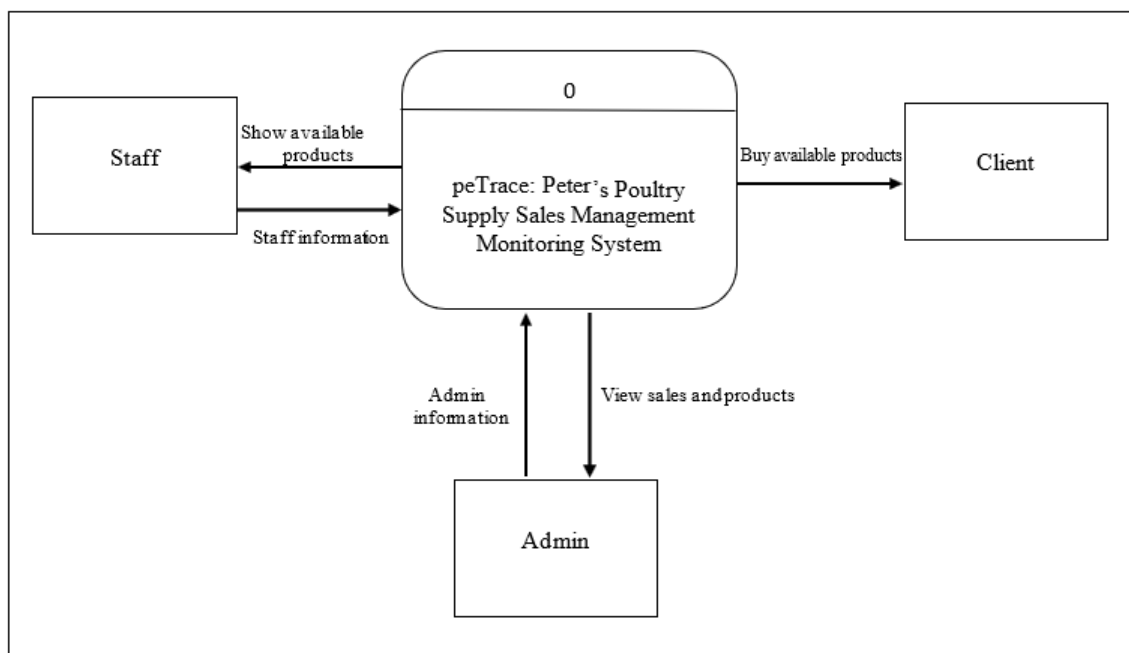 0
Staff
Show available
products
Staff information
peTrace: Peter's Poultry
Supply Sales Management
Monitoring System
Buy available products
Client
Admin
information
View sales and products
Admin